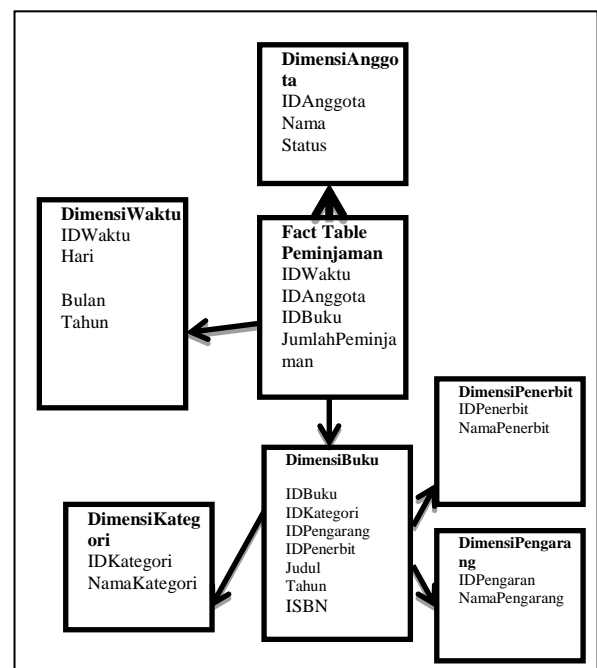 DimensiAnggo
ta
IDAnggota
Nama
Status
DimensiWaktu
IDWaktu
Hari
Bulan
Tahun
Fact Table
Peminjaman
IDWaktu
IDAnggota
IDBuku
JumlahPeminja
man
DimensiPenerbit
IDPenerbit
NamaPenerbit
DimensiBuku
IDBuku
IDKategori
IDPengarang
IDPenerbit
Judul
Tahun
ISBN
DimensiKateg
ori
IDKategori
NamaKategori
DimensiPengara
ng
IDPengaran
NamaPengarang